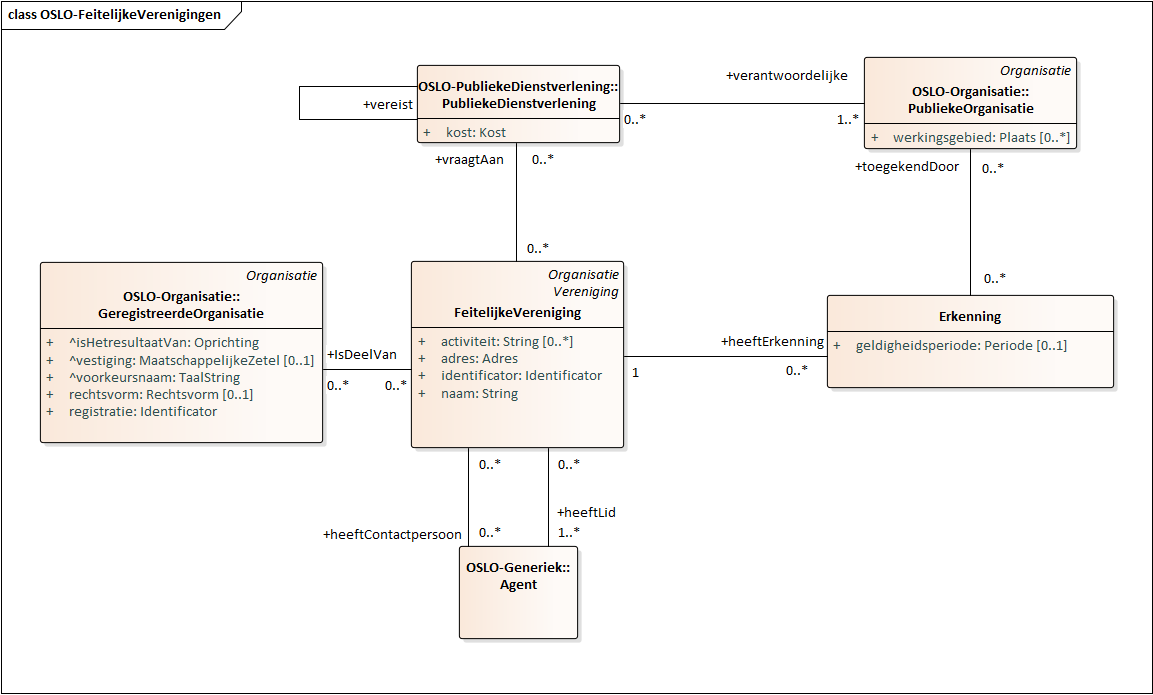 class OSLO-FeitelijkeVerenigingen
OSLO-PubliekeDienstverlening::
PubliekeDienstverlening
+ kost: Kost
+vereist
+verantwoordelijke
0..*
1..*
Organisatie
OSLO-Organisatie::
PubliekeOrganisatie
+ werkingsgebied: Plaats [0..*]
+vraagtAan
0..*
0..*
+toegekendDoor
0..*
0..*
Organisatie
OSLO-Organisatie::
GeregistreerdeOrganisatie
+ ^isHetresultaatVan: Oprichting
+ ^vestiging: MaatschappelijkeZetel [0..1]
+ ^voorkeursnaam: TaalString
+ rechtsvorm: Rechtsvorm [0..1]
+ registratie: Identificator
+IsDeelVan
0..*
0..*
Organisatie
Vereniging
FeitelijkeVereniging
+ activiteit: String [0..*]
+ adres: Adres
+ identificator: Identificator
+ naam: String
+heeftErkenning
1
0..*
Erkenning
+ geldigheidsperiode: Periode [0..1]
0..*
0..*
+heeftLid
+heeftContactpersoon
0..*
1..*
OSLO-Generiek::
Agent